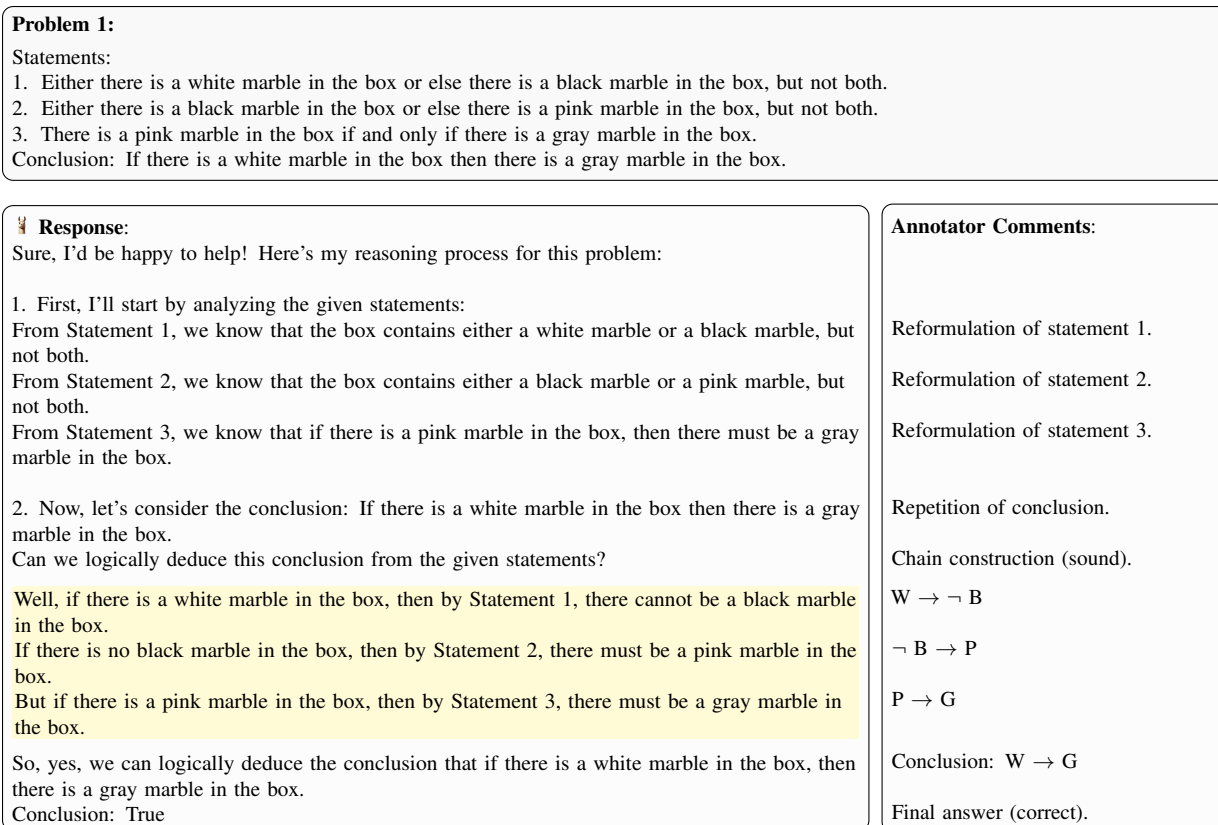 Problem 1:
Statements:
1. Either there is a white marble in the box or else there is a black marble in the box, but not both.
2. Either there is a black marble in the box or else there is a pink marble in the box, but not both.
3. There is a pink marble in the box if and only if there is a gray marble in the box.
Conclusion: If there is a white marble in the box then there is a gray marble in the box.
Response:
Sure, I'd be happy to help! Here's my reasoning process for this problem:
1. First, I'll start by analyzing the given statements:
From Statement 1, we know that the box contains either a white marble or a black marble, but
not both.
From Statement 2, we know that the box contains either a black marble or a pink marble, but
not both.
From Statement 3, we know that if there is a pink marble in the box, then there must be a gray
marble in the box.
2. Now, let's consider the conclusion: If there is a white marble in the box then there is a gray
marble in the box.
Can we logically deduce this conclusion from the given statements?
Well, if there is a white marble in the box, then by Statement 1, there cannot be a black marble
in the box.
If there is no black marble in the box, then by Statement 2, there must be a pink marble in the
box.
But if there is a pink marble in the box, then by Statement 3, there must be a gray marble in
the box.
So, yes, we can logically deduce the conclusion that if there is a white marble in the box, then
there is a gray marble in the box.
Conclusion: True
Annotator Comments:
Reformulation of statement 1.
Reformulation of statement 2.
Reformulation of statement 3.
Repetition of conclusion.
Chain construction (sound).
W → ¬ B
¬ B → P
P → G
Conclusion: W → G
Final answer (correct).